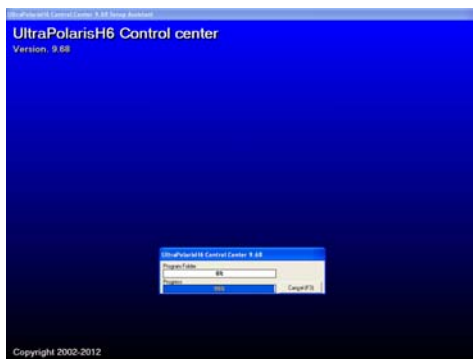 UltraPolarisH6 Control Center 9.68 Setup Assistant
UltraPolarisH6 Control center
Version. 9.68
UltraPolarisH6 Control Center 9.68
Program Folder
Progress
Cancel (F3)
Copyright 2002-2012